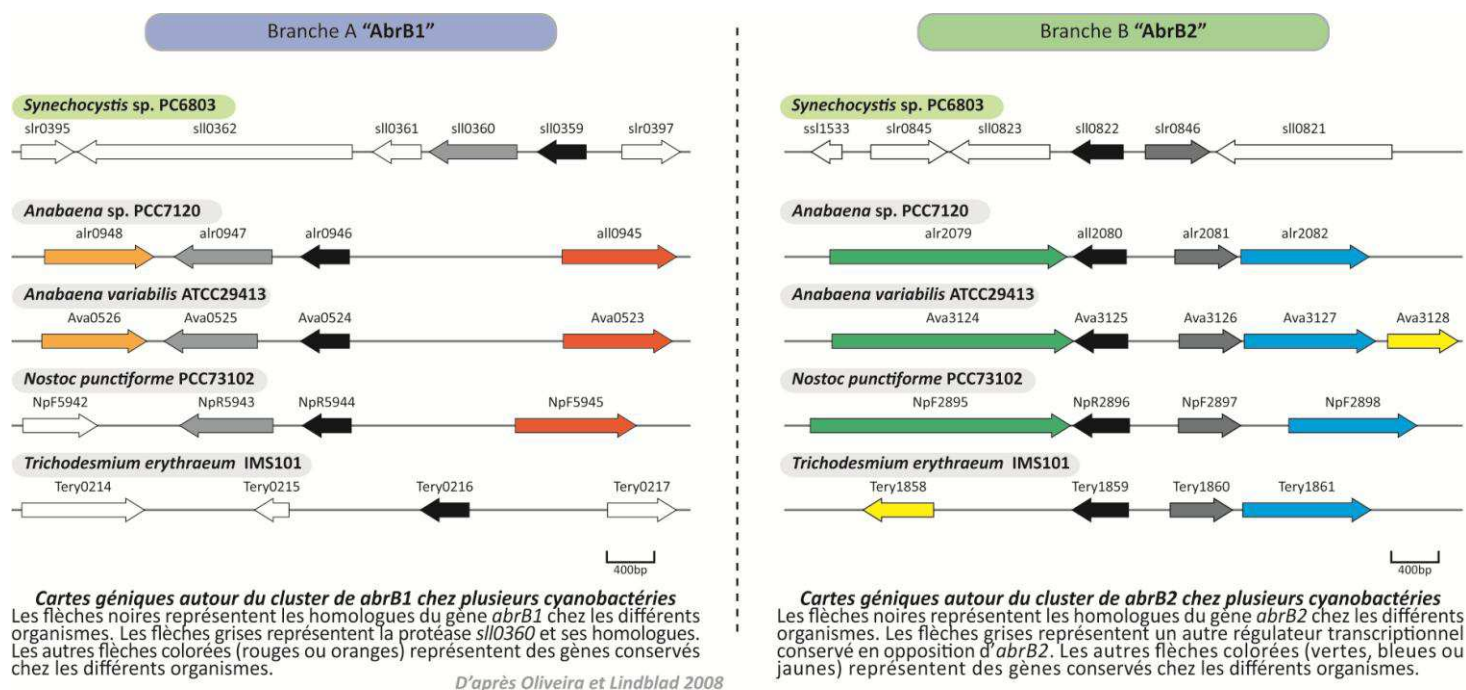 Branche A "AbrB1"
Synechocystis sp. PC6803
slr0395 sll0362 sll0361 sll0360 sll0359 slr0397
Anabaena sp. PCC7120
alr0948 alr0947 alr0946 all0945
Anabaena variabilis ATCC29413
Ava0526 Ava0525 Ava0524 Ava0523
Nostoc punctiforme PCC73102
NpF5942 NpR5943 NpR5944 NpF5945
Trichodesmium erythraeum IMS101
Tery0214 Tery0215 Tery0216 Tery0217
400bp
Cartes géniques autour du cluster de abrB1 chez plusieurs cyanobactéries
Les flèches noires représentent les homologues du gène abrB1 chez les différents
organismes. Les flèches grises représentent la protéase sll0360 et ses homologues.
Les autres flèches colorées (rouges ou oranges) représentent des gènes conservés
chez les différents organismes.
D'après Oliveira et Lindblad 2008
Branche B "AbrB2"
Synechocystis sp. PC6803
ssl1533 slr0845 sll0823 sll0822 slr0846 sll0821
Anabaena sp. PCC7120
alr2079 all2080 alr2081 alr2082
Anabaena variabilis ATCC29413
Ava3124 Ava3125 Ava3126 Ava3127 Ava3128
Nostoc punctiforme PCC73102
NpF2895 NpR2896 NpF2897 NpF2898
Trichodesmium erythraeum IMS101
Tery1858 Tery1859 Tery1860 Tery1861
400bp
Cartes géniques autour du cluster de abrB2 chez plusieurs cyanobactéries
Les flèches noires représentent les homologues du gène abrB2 chez les différents
organismes. Les flèches grises représentent un autre régulateur transcriptionnel
conservé en opposition d'abrB2. Les autres flèches colorées (vertes, bleues ou
jaunes) représentent des gènes conservés chez les différents organismes.